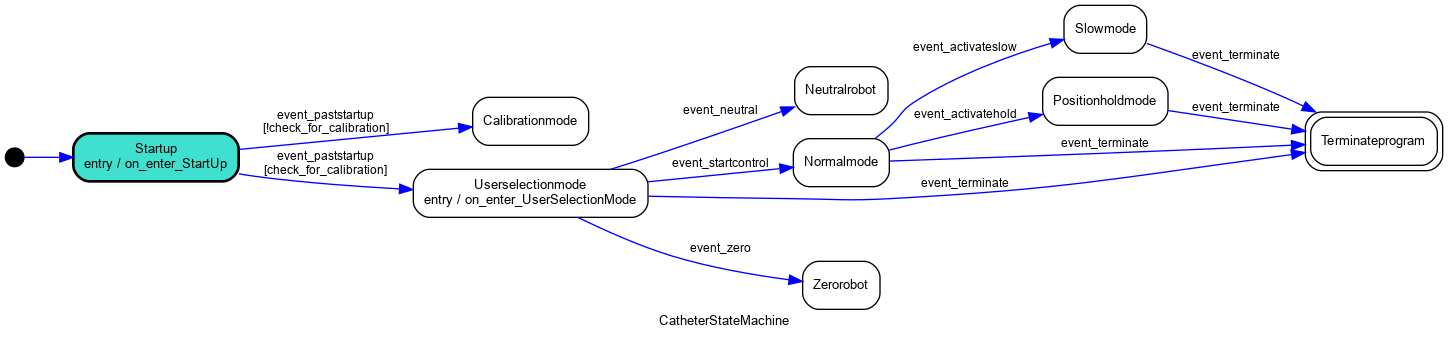 Startup
entry / on_enter_StartUp
event_paststartup
[!check_for_calibration]
event_paststartup
[check_for_calibration]
Calibrationmode
Userselectionmode
entry / on_enter_UserSelectionMode
event_neutral
event_startcontrol
event_terminate
event_zero
Neutralrobot
Normalmode
Zerorobot
event_activateslow
event_activatehold
event_terminate
Slowmode
Positionholdmode
event_terminate
event_terminate
Terminateprogram
CatheterStateMachine